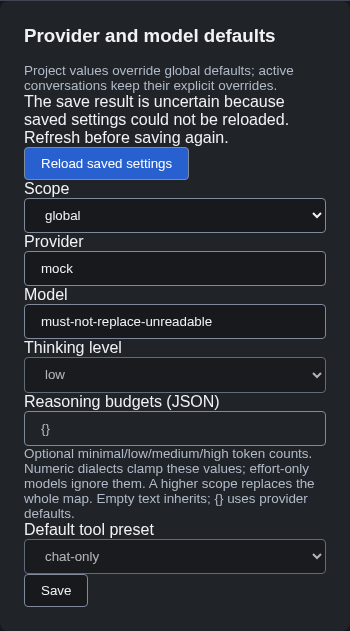 Provider and model defaults
Project values override global defaults; active
conversations keep their explicit overrides.
The save result is uncertain because
saved settings could not be reloaded.
Refresh before saving again.
Reload saved settings
Scope
global
Provider
mock
Model
must-not-replace-unreadable
Thinking level
low
Reasoning budgets (JSON)
{}
Optional minimal/low/medium/high token counts.
Numeric dialects clamp these values; effort-only
models ignore them. A higher scope replaces the
whole map. Empty text inherits; {} uses provider
defaults.
Default tool preset
chat-only
Save